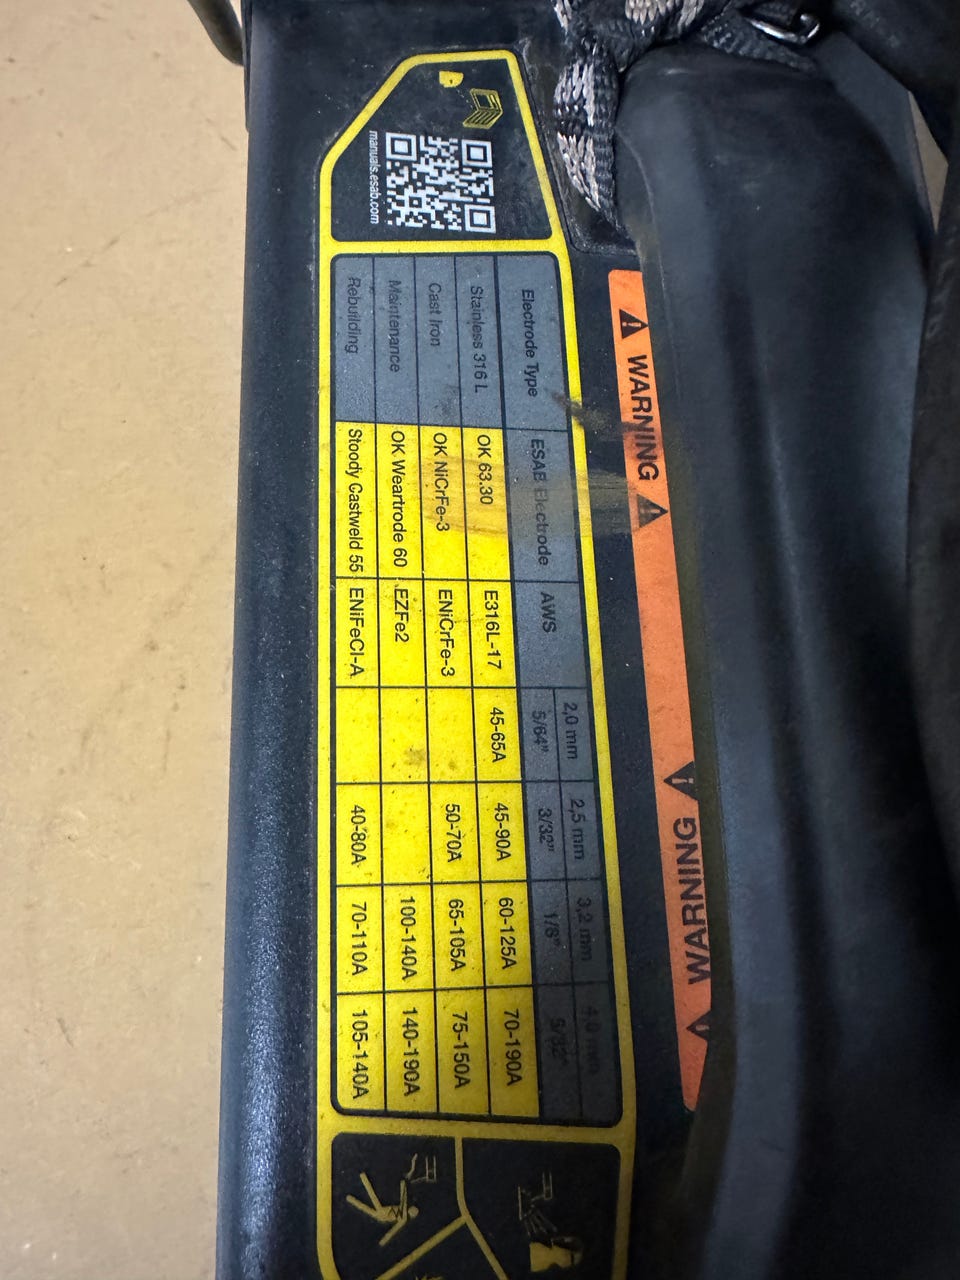 manuals.esab.com
WARNING
WARNING
Electrode Type ESAB Electrode AWS 2,0 mm 2,5 mm 3,2 mm 4,0 mm
5/64" 3/32" 1/8" 5/32"
Stainless 316 L OK 63.30 E316L-17 45-65A 45-90A 60-125A 70-190A
Cast Iron OK NiCrFe-3 ENiCrFe-3 50-70A 65-105A 75-150A
Maintenance OK Weartrode 60 EZFe2 100-140A 140-190A
Rebuilding Stoody Castweld 55 ENiFeCI-A 40-80A 70-110A 105-140A